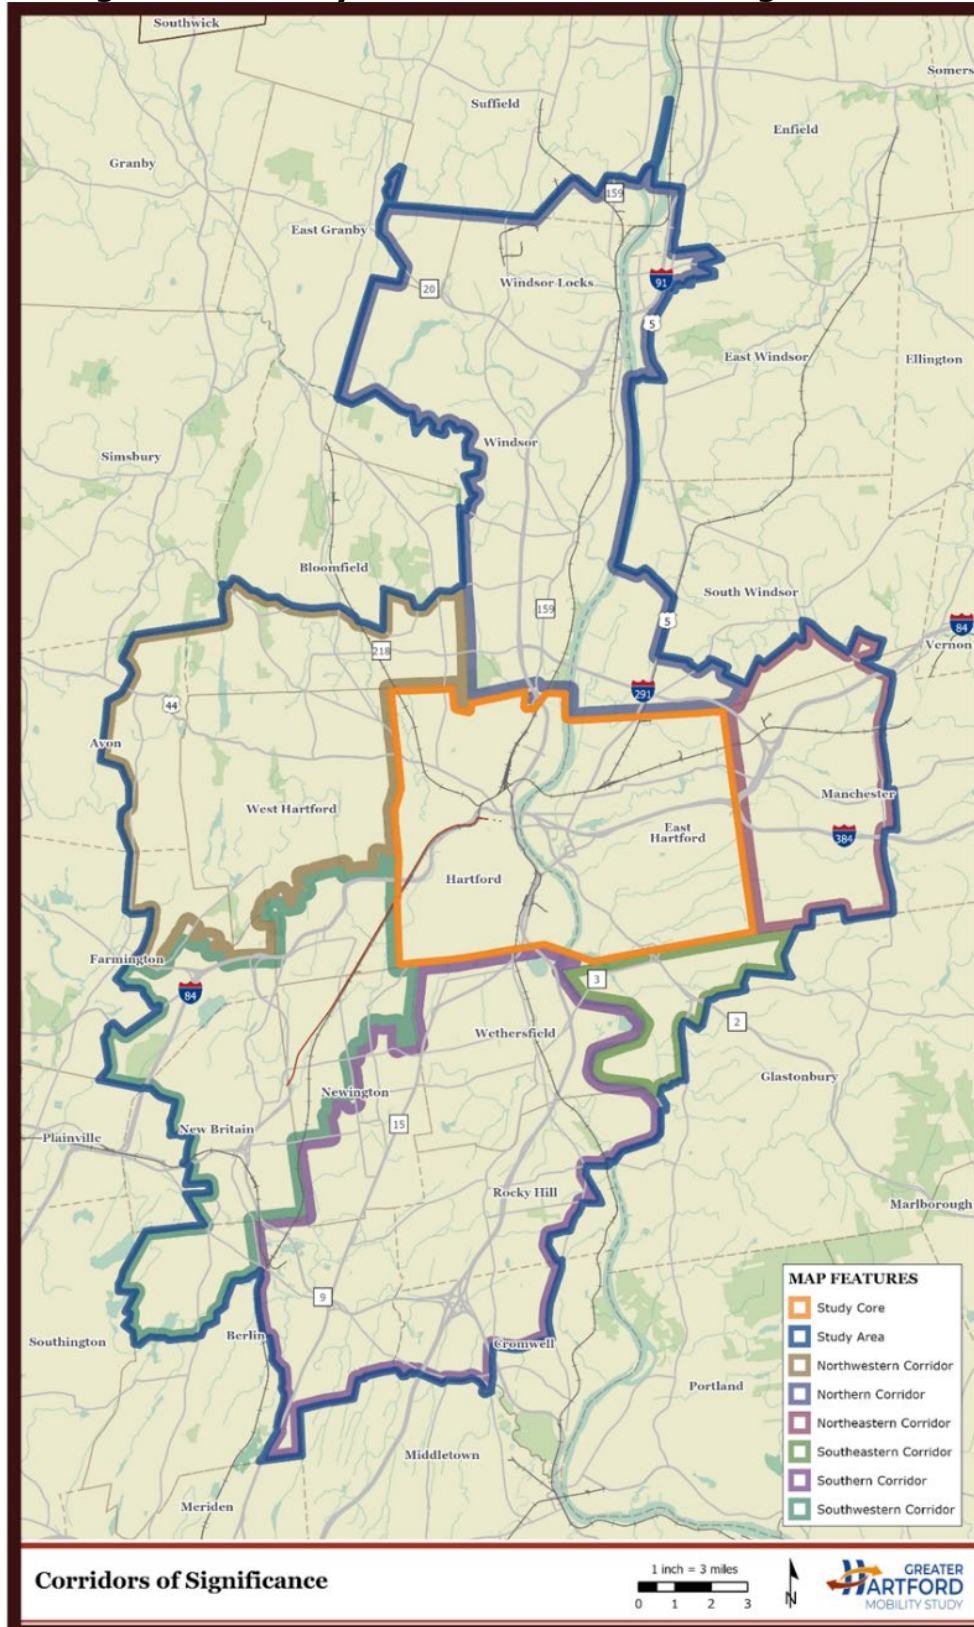 Southwick
Somers
Suffield
Enfield
Granby
159
East Granby
20
Windsor Locks
91
5
East Windsor
Ellington
Windsor
Simsbury
Bloomfield
South Windsor
159
5
84
Vernon
218
291
44
Avon
West Hartford
Manchester
East
Hartford
384
Hartford
Farmington
84
3
2
Wethersfield
Glastonbury
Newington
15
New Britain
Plainville
Rocky Hill
Marlborough
9
Southington
Berlin
Cromwell
Portland
Middletown
Meriden
MAP FEATURES
Study Core
Study Area
Northwestern Corridor
Northern Corridor
Northeastern Corridor
Southeastern Corridor
Southern Corridor
Southwestern Corridor
Corridors of Significance
1 inch = 3 miles
0 1 2 3
N
GREATER
HARTFORD
MOBILITY STUDY